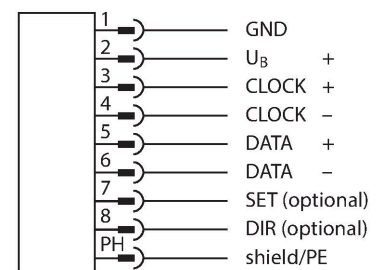 1 GND
2 U_B +
3 CLOCK +
4 CLOCK –
5 DATA +
6 DATA –
7 SET (optional)
8 DIR (optional)
PH shield/PE